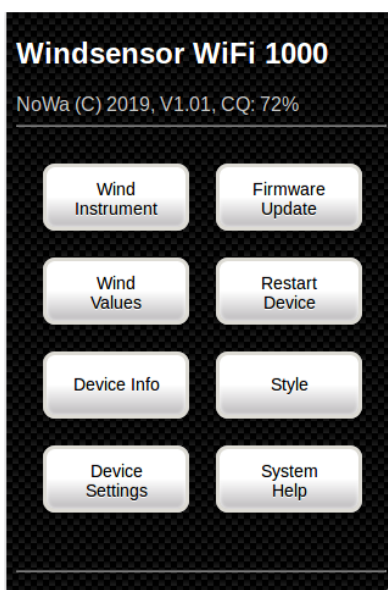 Windsensor WiFi 1000
NoWa (C) 2019, V1.01, CQ: 72%
Wind
Instrument
Firmware
Update
Wind
Values
Restart
Device
Device Info
Style
Device
Settings
System
Help